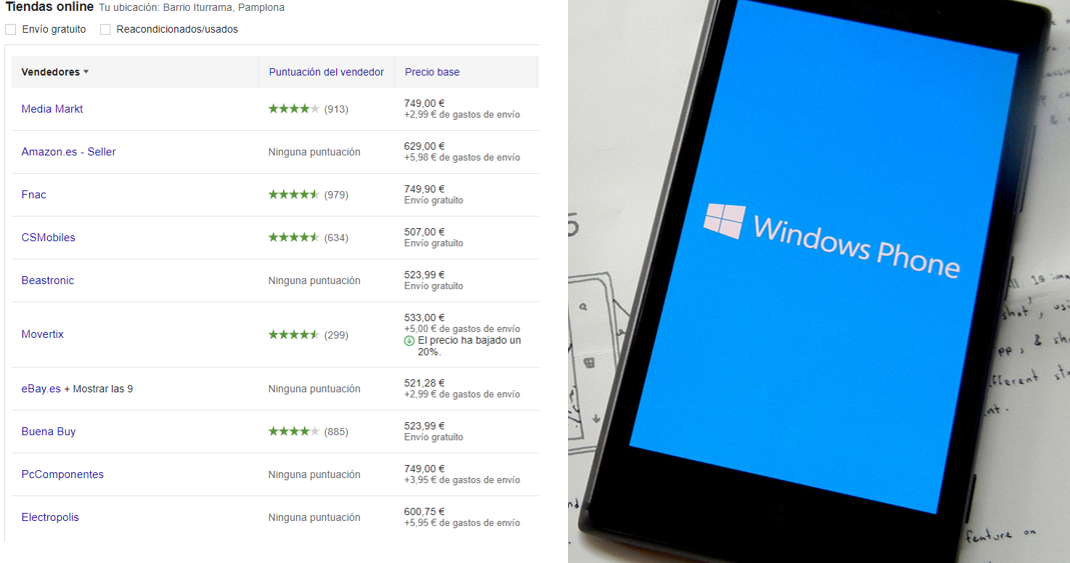 Tiendas online Tu ubicación: Barrio Iturrama, Pamplona
Envío gratuito Reacondicionados/usados
Vendedores Puntuación del vendedor Precio base
Media Markt (913) 749,00 €
+2,99 € de gastos de envío
Amazon.es - Seller Ninguna puntuación 629,00 €
+5,98 € de gastos de envío
Fnac (979) 749,90 €
Envío gratuito
CSMobiles (634) 507,00 €
Envío gratuito
Beastronic Ninguna puntuación 523,99 €
Envío gratuito
Movertix (299) 533,00 €
+5,00 € de gastos de envío
El precio ha bajado un
20%.
eBay.es + Mostrar las 9 Ninguna puntuación 521,28 €
+2,99 € de gastos de envío
Buena Buy (885) 523,99 €
Envío gratuito
PcComponentes Ninguna puntuación 749,00 €
+3,95 € de gastos de envío
Electropolis Ninguna puntuación 600,75 €
+5,95 € de gastos de envío
Windows Phone
feature on